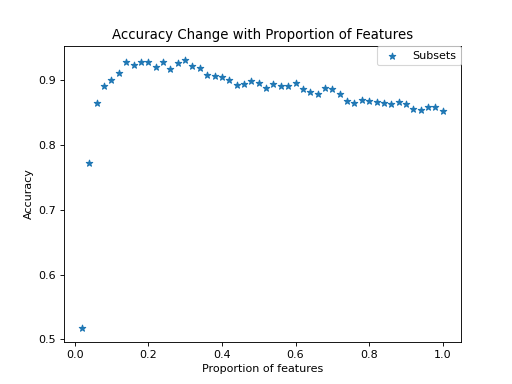 Accuracy Change with Proportion of Features
Subsets
0.9
0.8
0.7
0.6
0.5
Accuracy
0.0 0.2 0.4 0.6 0.8 1.0
Proportion of features